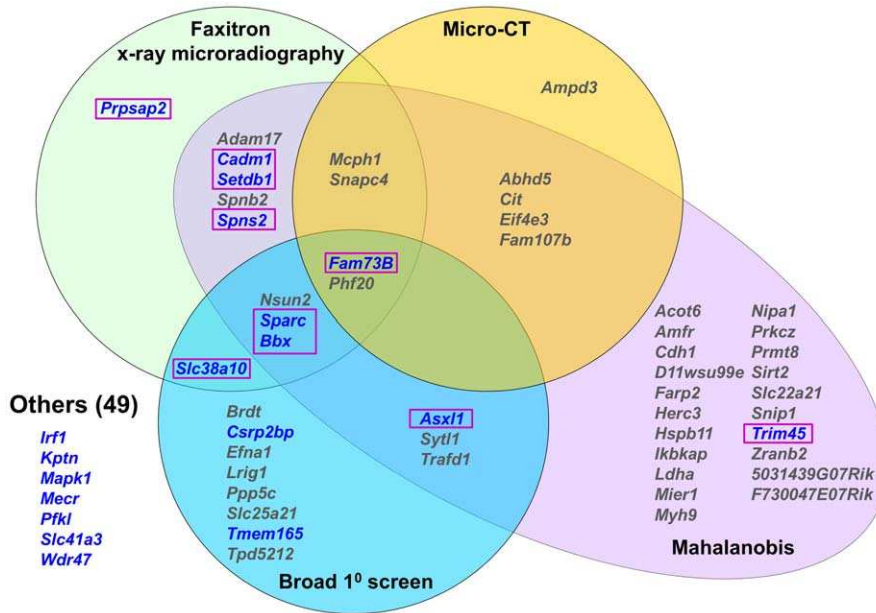 Faxitron
x-ray microradiography
Micro-CT
Ampd3
Prpsap2
Adam17
Cadm1
Setdb1
Spnb2
Spns2
Mcph1
Snapc4
Abhd5
Cit
Eif4e3
Fam107b
Fam73B
Phf20
Nsun2
Sparc
Bbx
Slc38a10
Acot6
Amfr
Cdh1
D11wsu99e
Farp2
Herc3
Hspb11
Ikbkap
Ldha
Mier1
Myh9
Nipa1
Prkcz
Prmt8
Sirt2
Slc22a21
Snip1
Trim45
Zranb2
5031439G07Rik
F730047E07Rik
Mahalanobis
Asxl1
Sytl1
Trafd1
Brdt
Csrp2bp
Efna1
Lrig1
Ppp5c
Slc25a21
Tmem165
Tpd5212
Broad 1⁰ screen
Others (49)
Irf1
Kptn
Mapk1
Mecr
Pfkl
Slc41a3
Wdr47